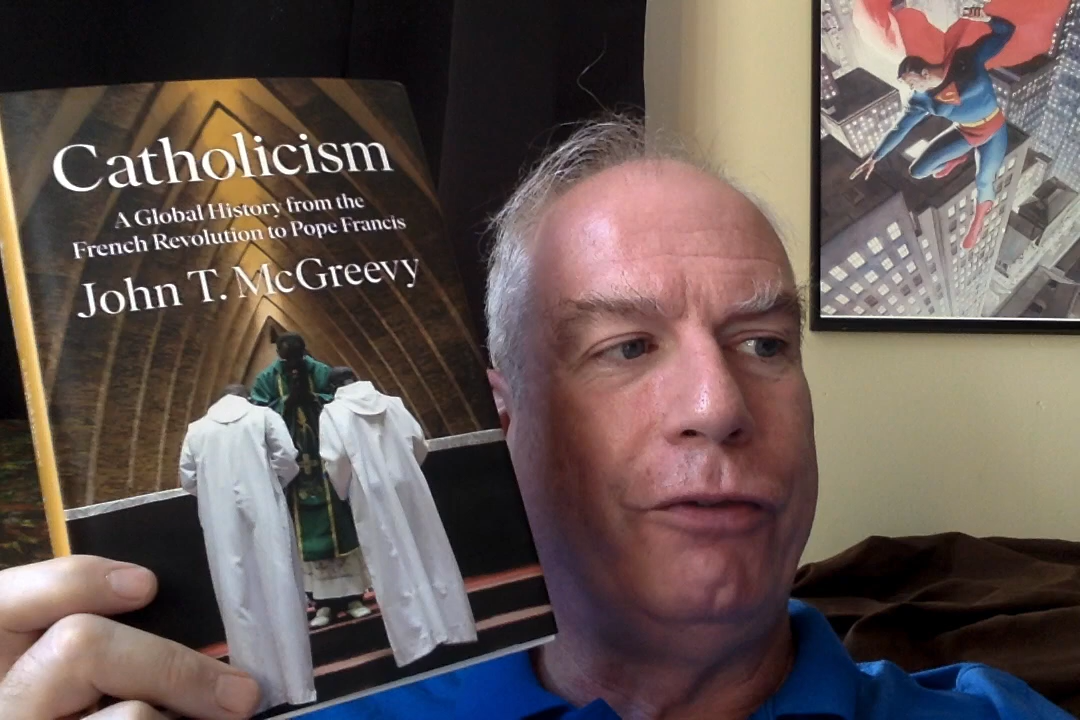 Catholicism
A Global History from the
French Revolution to Pope Francis
John T. McGreevy